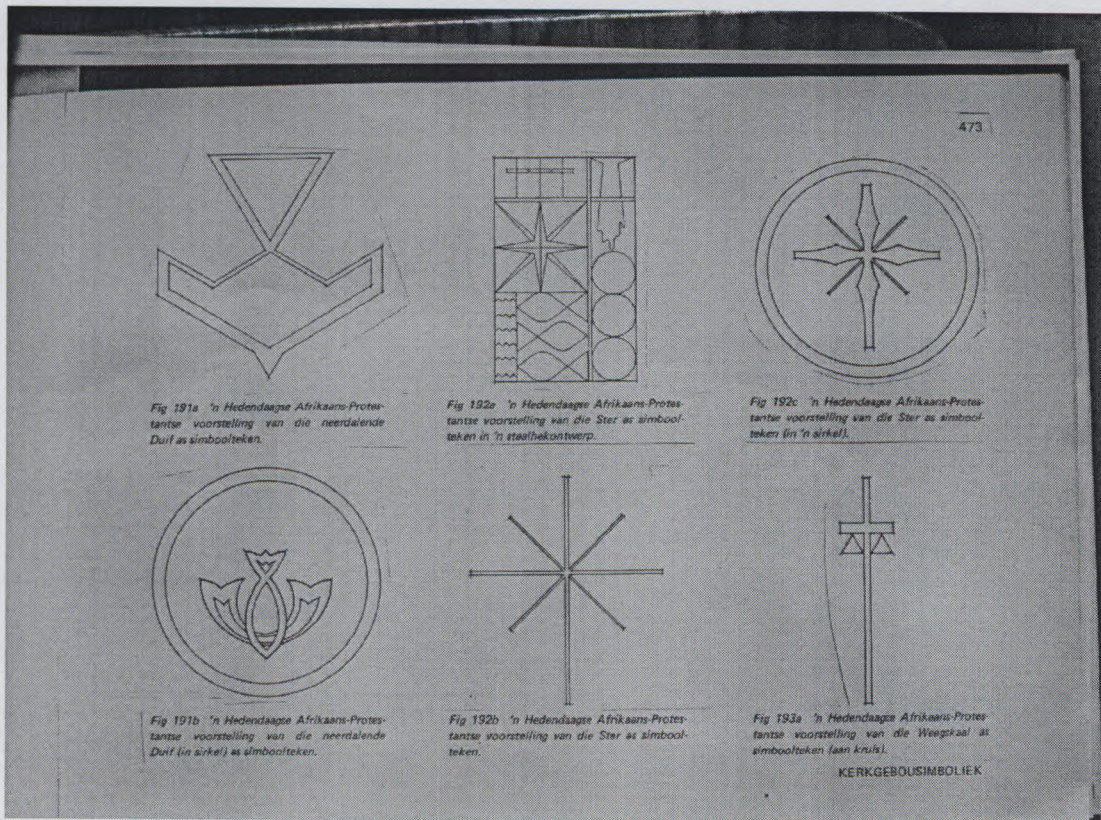 473
Fig 191a 'n Hedendaagse Afrikaans-Protes-
tantse voorstelling van die neerdalende
Duif as simboolteken.
Fig 192a 'n Hedendaagse Afrikaans-Protes-
tantse voorstelling van die Ster as simbool-
teken in 'n staalhekontwerp.
Fig 192c 'n Hedendaagse Afrikaans-Protes-
tantse voorstelling van die Ster as simbool-
teken (in 'n sirkel).
Fig 191b 'n Hedendaagse Afrikaans-Protes-
tantse voorstelling van die neerdalende
Duif (in sirkel) as simboolteken.
Fig 192b 'n Hedendaagse Afrikaans-Protes-
tantse voorstelling van die Ster as simbool-
teken.
Fig 193a 'n Hedendaagse Afrikaans-Protes-
tantse voorstelling van die Weegskaal as
simboolteken (aan kruis).
KERKGEBOUSIMBOLIEK